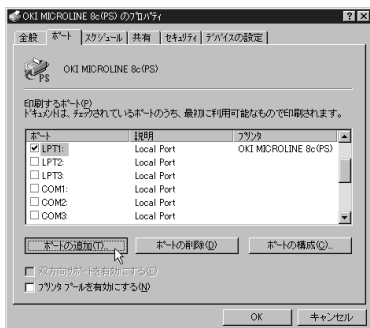 OKI MICROLINE 8c(PS) のプロパティ
全般 ポート スケジュール 共有 セキュリティ デバイスの設定
OKI MICROLINE 8c(PS)
PS
印刷するポート(P)
ドキュメントは、チェックされているポートのうち、最初に利用可能なもので印刷されます。
ポート 説明 プリンタ
LPT1: Local Port OKI MICROLINE 8c(PS)
LPT2: Local Port
LPT3: Local Port
COM1: Local Port
COM2: Local Port
COM3: Local Port
ポートの追加(T)... ポートの削除(D) ポートの構成(C)...
双方向サポートを有効にする(E)
プリンタ プールを有効にする(N)
OK キャンセル